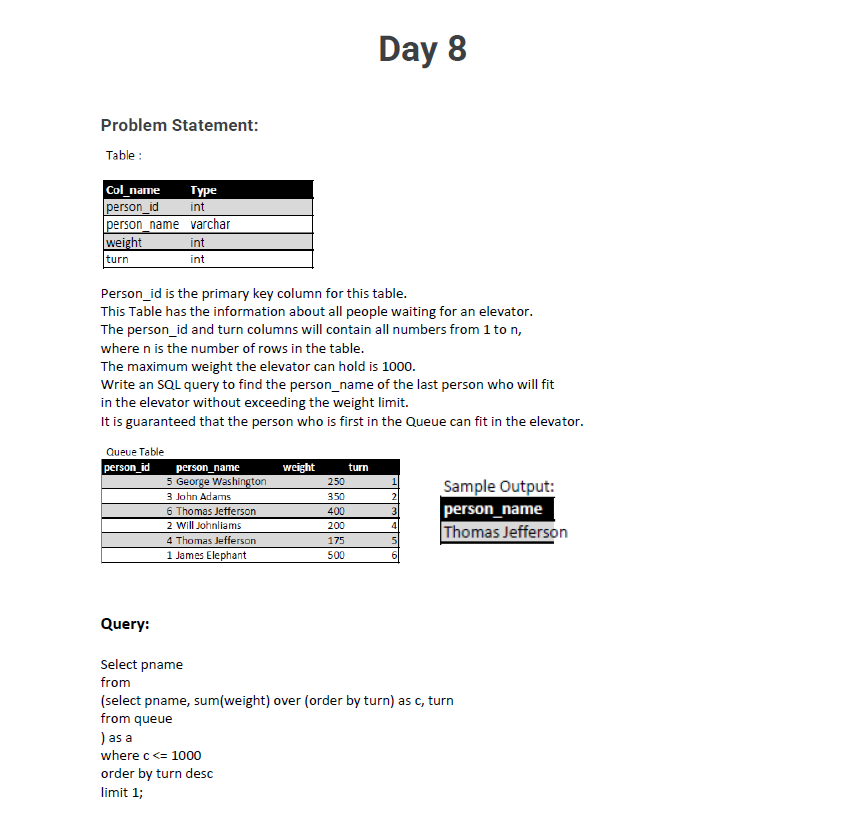 Day 8
Problem Statement:
Table :
Col_name Type
person_id int
person_name varchar
weight int
turn int
Person_id is the primary key column for this table.
This Table has the information about all people waiting for an elevator.
The person_id and turn columns will contain all numbers from 1 to n,
where n is the number of rows in the table.
The maximum weight the elevator can hold is 1000.
Write an SQL query to find the person_name of the last person who will fit
in the elevator without exceeding the weight limit.
It is guaranteed that the person who is first in the Queue can fit in the elevator.
Queue Table
person_id person_name weight turn
5 George Washington 250 1
3 John Adams 350 2
6 Thomas Jefferson 400 3
2 Will Johnliams 200 4
4 Thomas Jefferson 175 5
1 James Elephant 500 6
Sample Output:
person_name
Thomas Jefferson
Query:
Select pname
from
(select pname, sum(weight) over (order by turn) as c, turn
from queue
) as a
where c <= 1000
order by turn desc
limit 1;